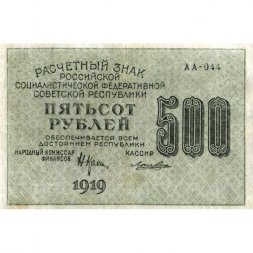 РАСЧЕТНЫЙ ЗНАК
РОССИЙСКОЙ
СОЦИАЛИСТИЧЕСКОЙ ФЕДЕРАТИВНОЙ
СОВЕТСКОЙ РЕСПУБЛИКИ
ПЯТЬСОТ
РУБЛЕЙ
ОБЕСПЕЧИВАЕТСЯ ВСЕМ
ДОСТОЯНИЕМ РЕСПУБЛИКИ
НАРОДНЫЙ КОМИССАР
ФИНАНСОВ
КАССИР
1919
АА-044
500